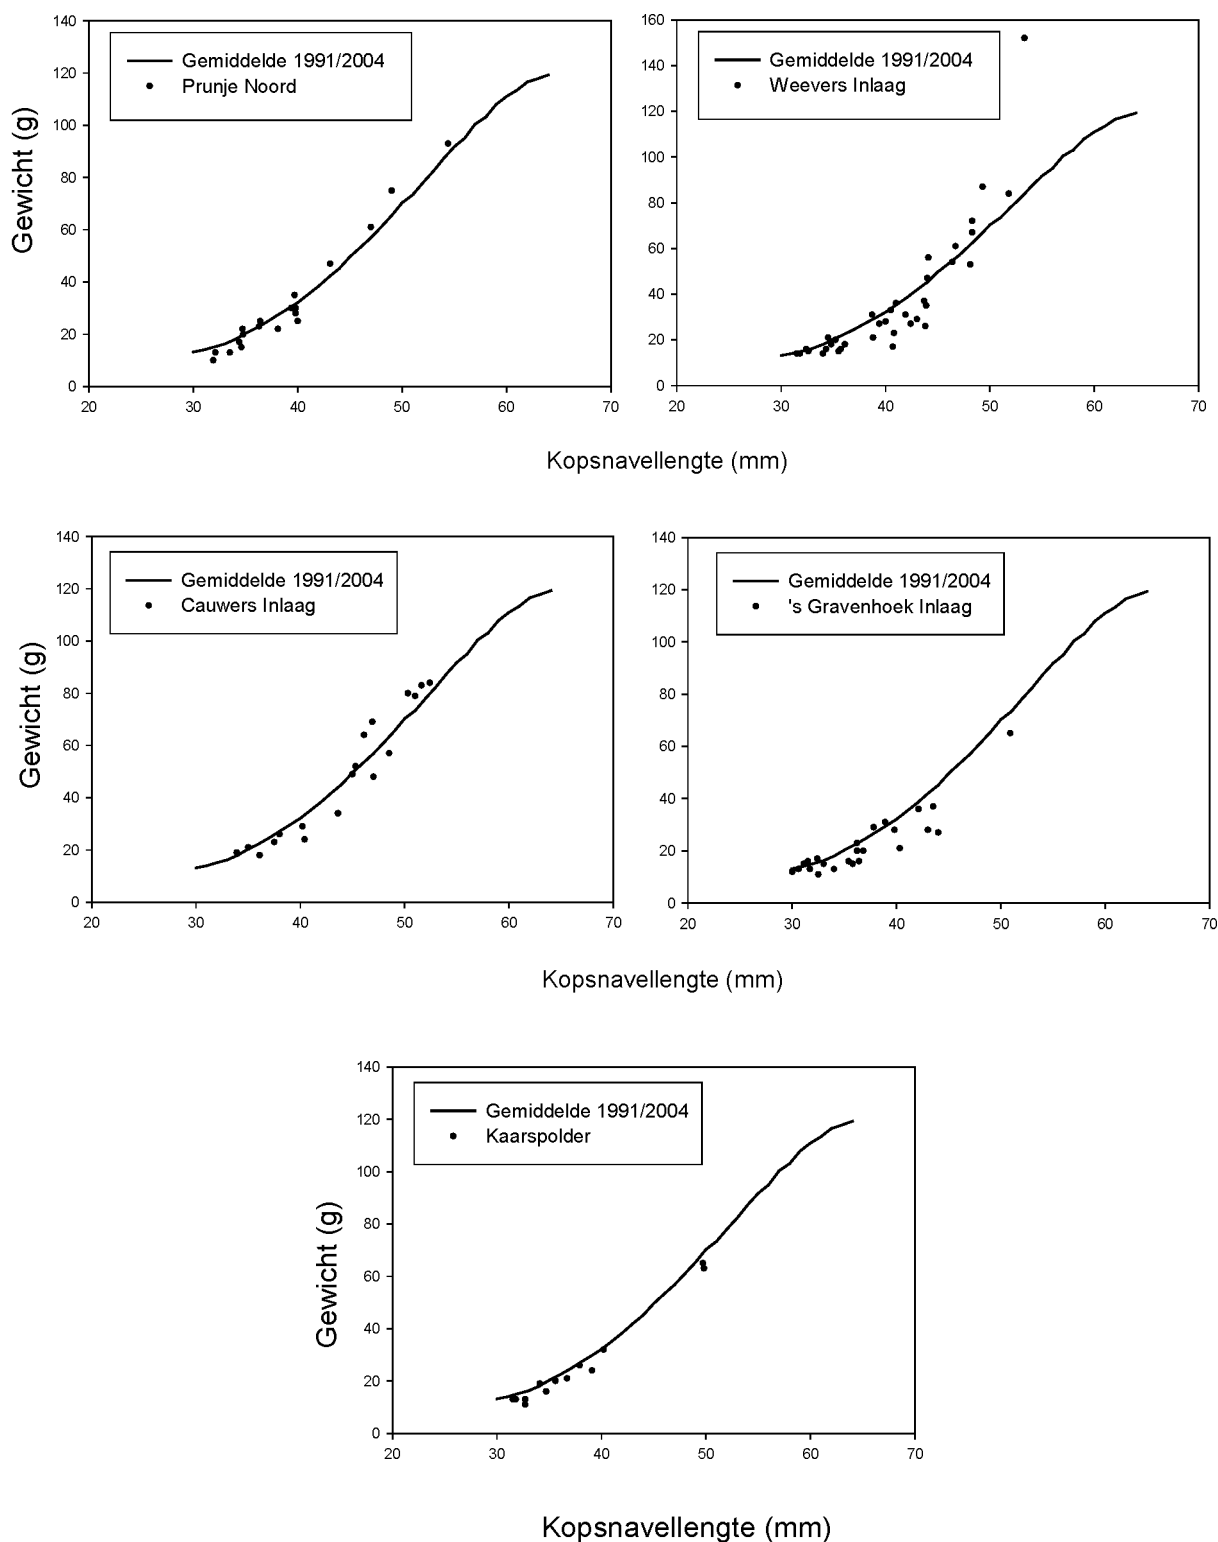 140
120
100
80
60
40
20
0
Gewicht (g)
Gemiddelde 1991/2004
Prunje Noord
20 30 40 50 60 70
160
140
120
100
80
60
40
20
0
Gemiddelde 1991/2004
Weevers Inlaag
20 30 40 50 60 70
Kopsnavellengte (mm)
140
120
100
80
60
40
20
0
Gewicht (g)
Gemiddelde 1991/2004
Cauwers Inlaag
20 30 40 50 60 70
140
120
100
80
60
40
20
0
Gemiddelde 1991/2004
's Gravenhoek Inlaag
20 30 40 50 60 70
Kopsnavellengte (mm)
140
120
100
80
60
40
20
0
Gewicht (g)
Gemiddelde 1991/2004
Kaarspolder
20 30 40 50 60 70
Kopsnavellengte (mm)